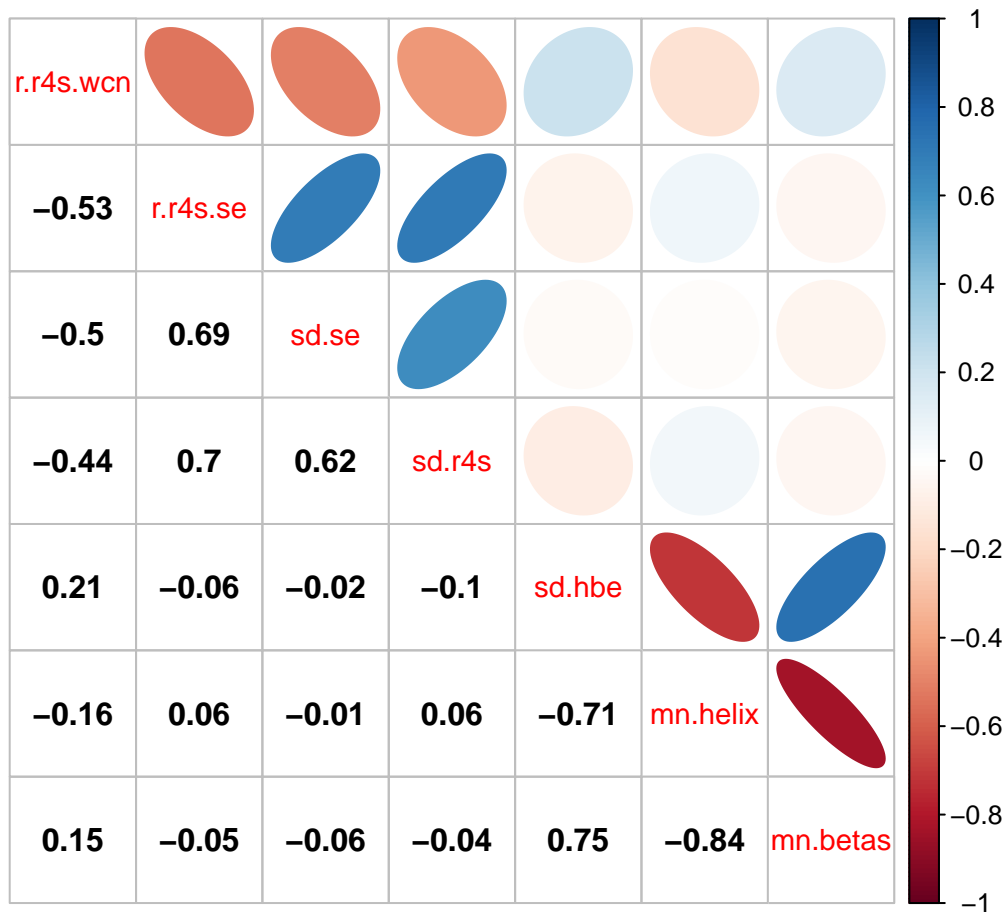 r.r4s.wcn
−0.53 r.r4s.se
−0.5 0.69 sd.se
−0.44 0.7 0.62 sd.r4s
0.21 −0.06 −0.02 −0.1 sd.hbe
−0.16 0.06 −0.01 0.06 −0.71 mn.helix
0.15 −0.05 −0.06 −0.04 0.75 −0.84 mn.betas
1
0.8
0.6
0.4
0.2
0
−0.2
−0.4
−0.6
−0.8
−1